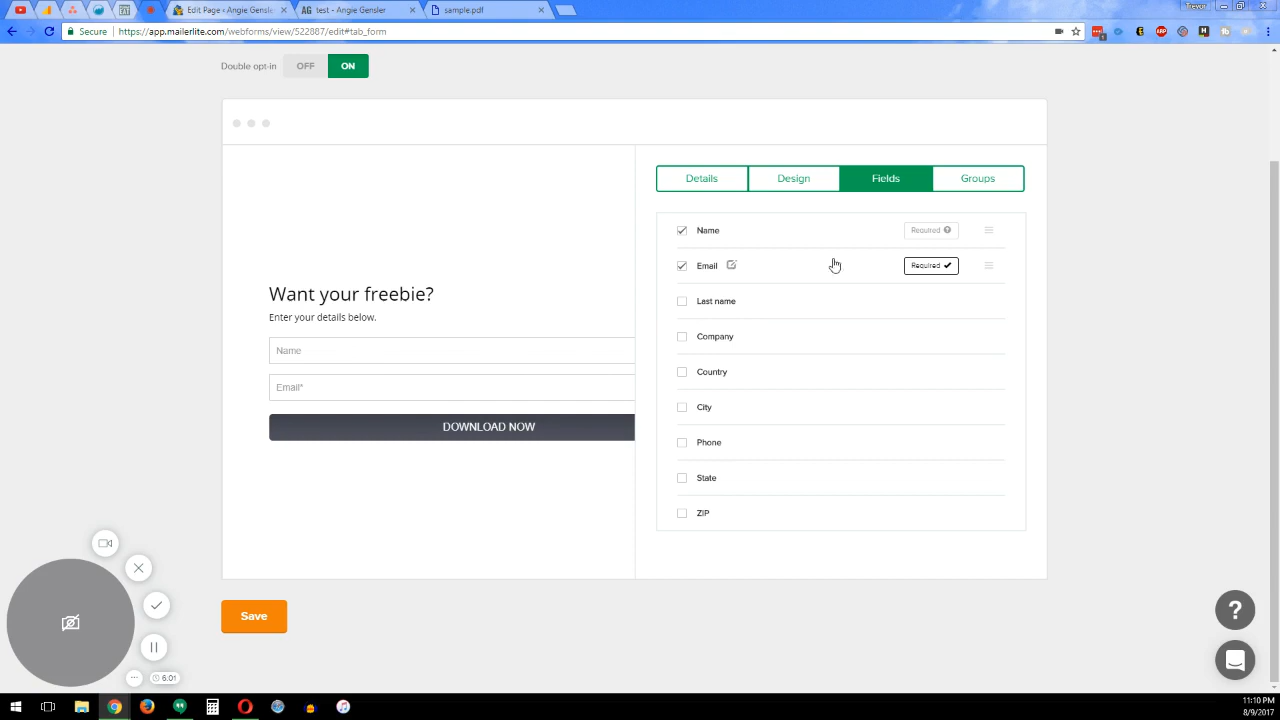 Edit Page ‹ Angie Gensler
test - Angie Gensler
sample.pdf
Trevor
Secure
https://app.mailerlite.com/webforms/view/522887/edit#tab_form
Double opt-in
OFF
ON
Details
Design
Fields
Groups
Want your freebie?
Enter your details below.
Name
Email*
DOWNLOAD NOW
Name
Required
Email
Required
Last name
Company
Country
City
Phone
State
ZIP
Save
6:01
11:10 PM
8/9/2017